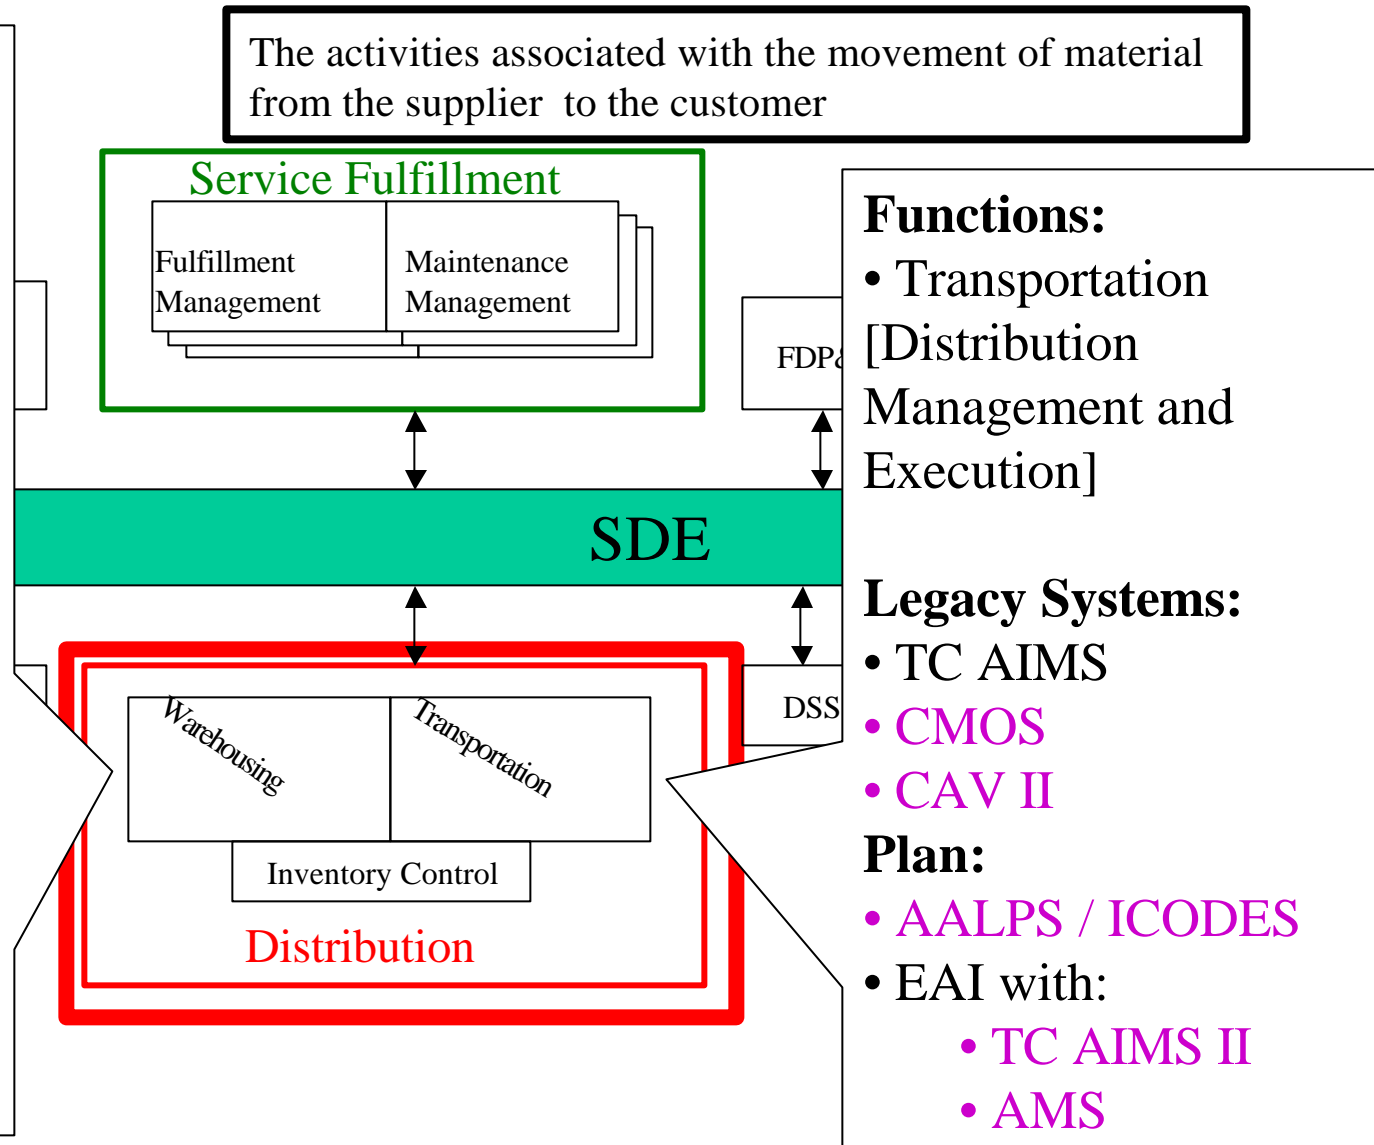 The activities associated with the movement of material
from the supplier to the customer
Service Fulfillment
Fulfillment
Management
Maintenance
Management
FDP&
SDE
DSS
Warehousing
Transportation
Inventory Control
Distribution
Functions:
• Transportation
[Distribution
Management and
Execution]
Legacy Systems:
• TC AIMS
• CMOS
• CAV II
Plan:
• AALPS / ICODES
• EAI with:
• TC AIMS II
• AMS